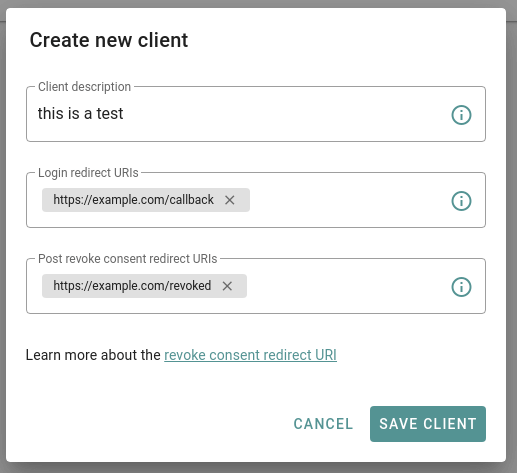 Create new client
Client description
this is a test
Login redirect URIs
https://example.com/callback
Post revoke consent redirect URIs
https://example.com/revoked
Learn more about the revoke consent redirect URI
CANCEL
SAVE CLIENT